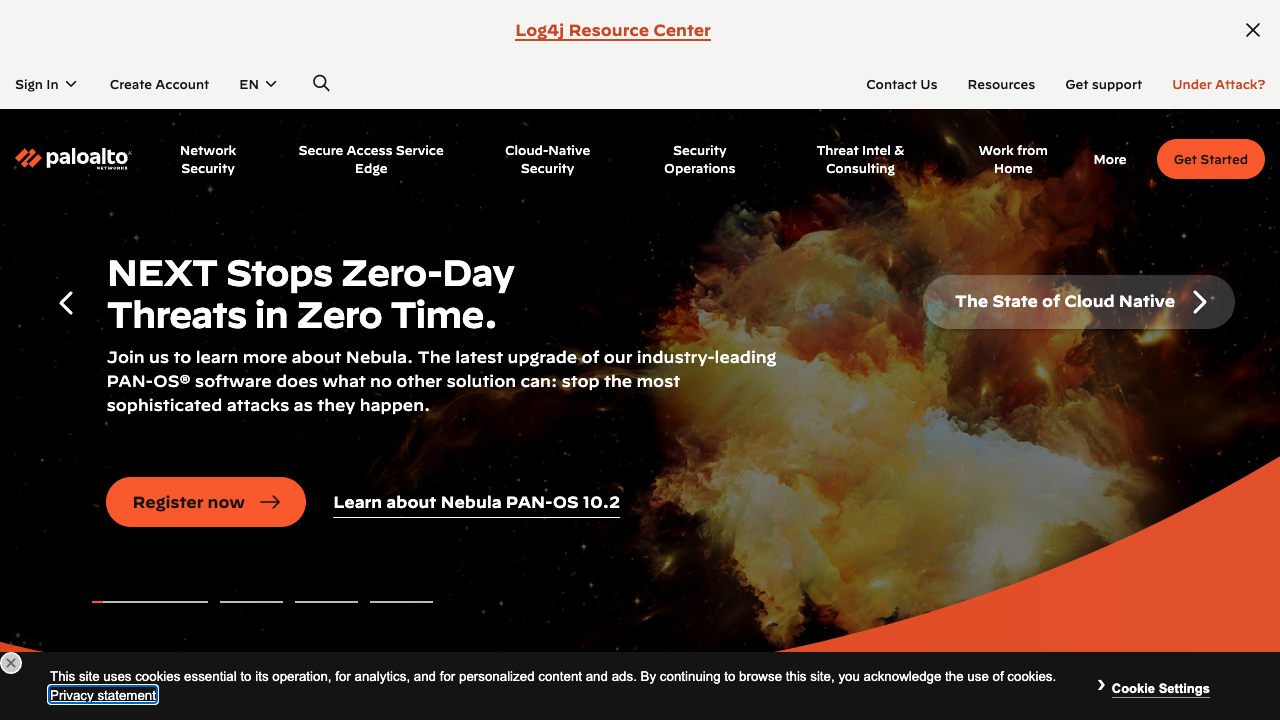 Log4j Resource Center
Sign In
Create Account
EN
Contact Us
Resources
Get support
Under Attack?
paloalto
NETWORKS
Network
Security
Secure Access Service
Edge
Cloud-Native
Security
Security
Operations
Threat Intel &
Consulting
Work from
Home
More
Get Started
NEXT Stops Zero-Day
Threats in Zero Time.
The State of Cloud Native
Join us to learn more about Nebula. The latest upgrade of our industry-leading
PAN-OS® software does what no other solution can: stop the most
sophisticated attacks as they happen.
Register now
Learn about Nebula PAN-OS 10.2
This site uses cookies essential to its operation, for analytics, and for personalized content and ads. By continuing to browse this site, you acknowledge the use of cookies.
Privacy statement
Cookie Settings